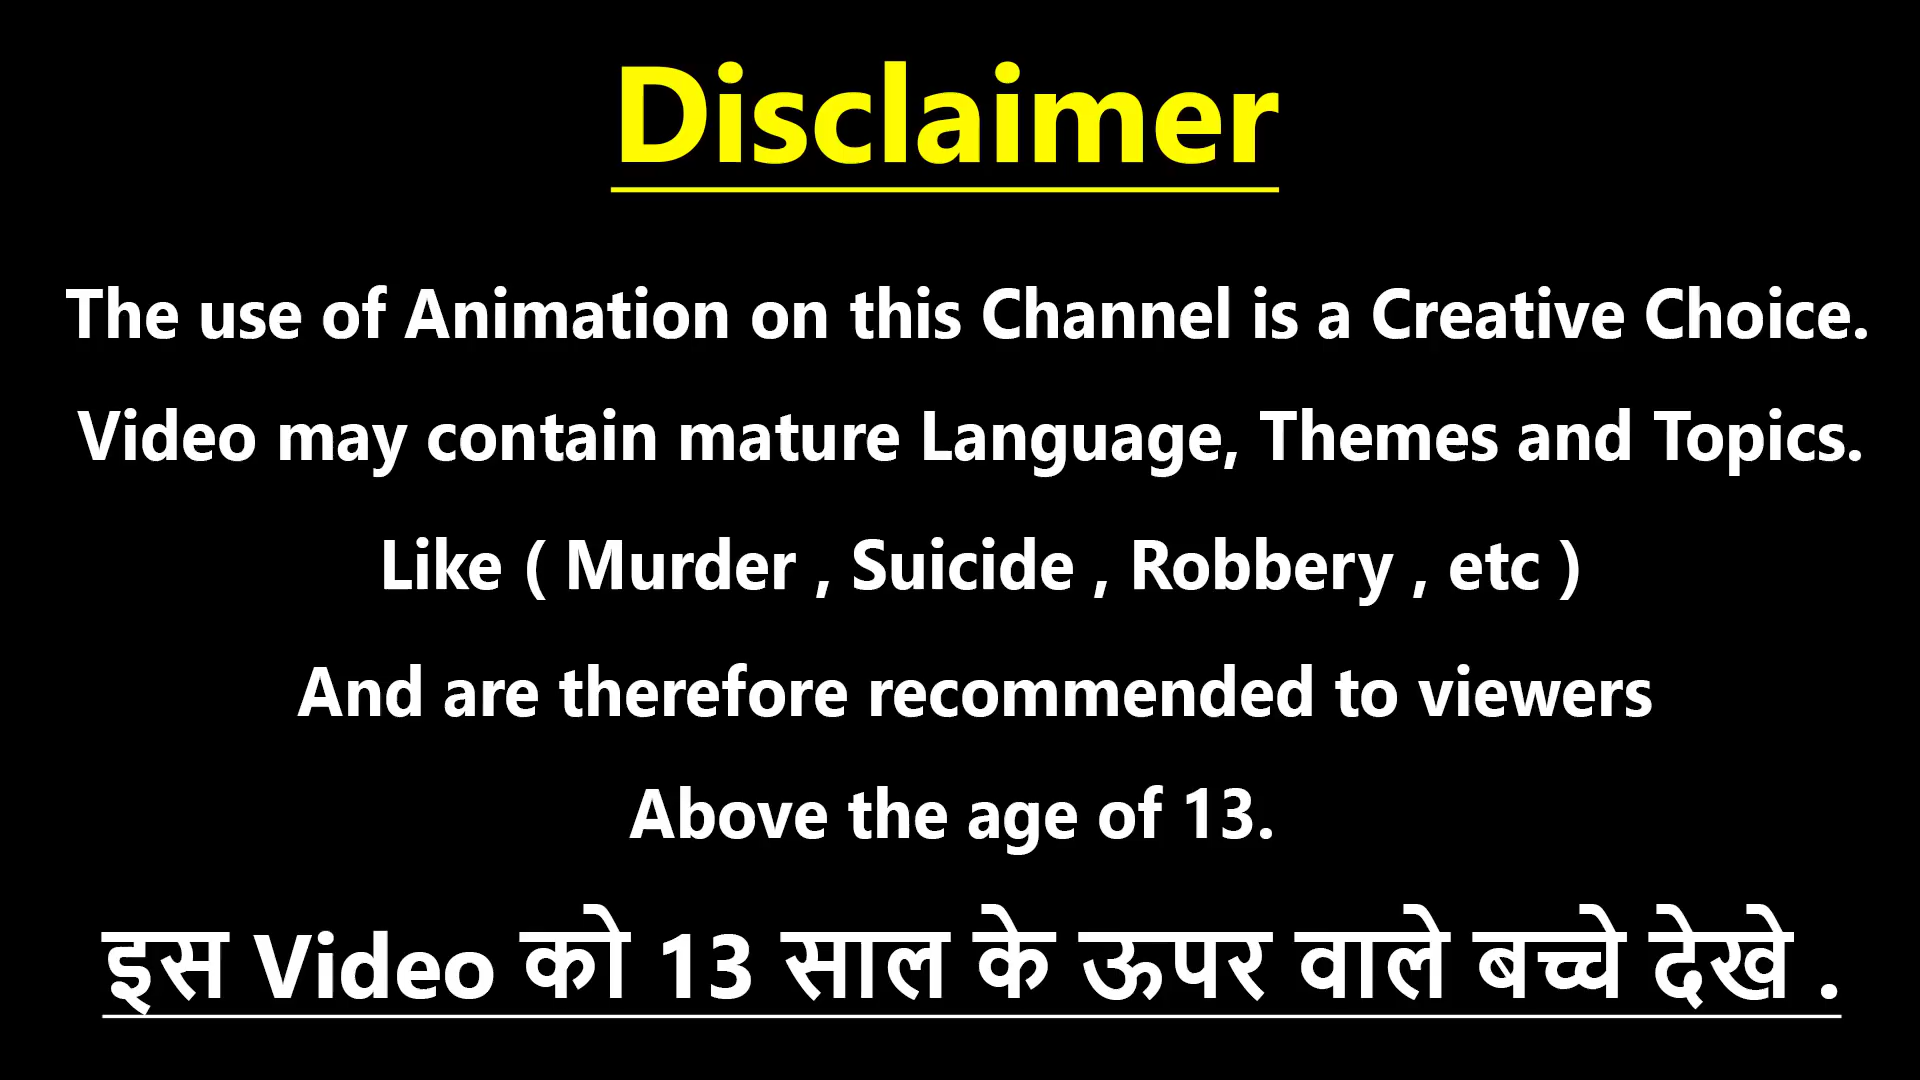 Disclaimer
The use of Animation on this Channel is a Creative Choice.
Video may contain mature Language, Themes and Topics.
Like ( Murder , Suicide , Robbery , etc )
And are therefore recommended to viewers
Above the age of 13.
इस Video को 13 साल के ऊपर वाले बच्चे देखे .